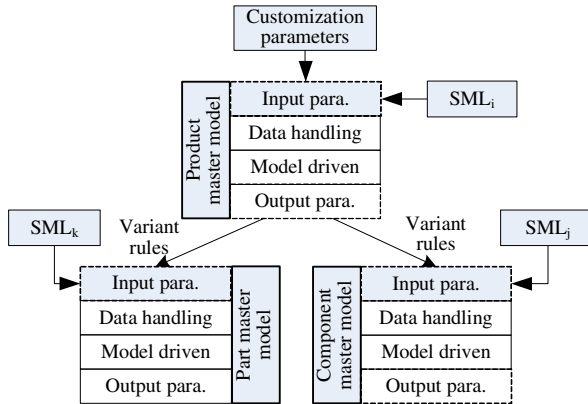 Customization
parameters
Product
master model
Input para.
Data handling
Model driven
Output para.
SMLi
SMLk
Variant
rules
Variant
rules
SMLj
Input para.
Data handling
Model driven
Output para.
Part master
model
Component
master model
Input para.
Data handling
Model driven
Output para.